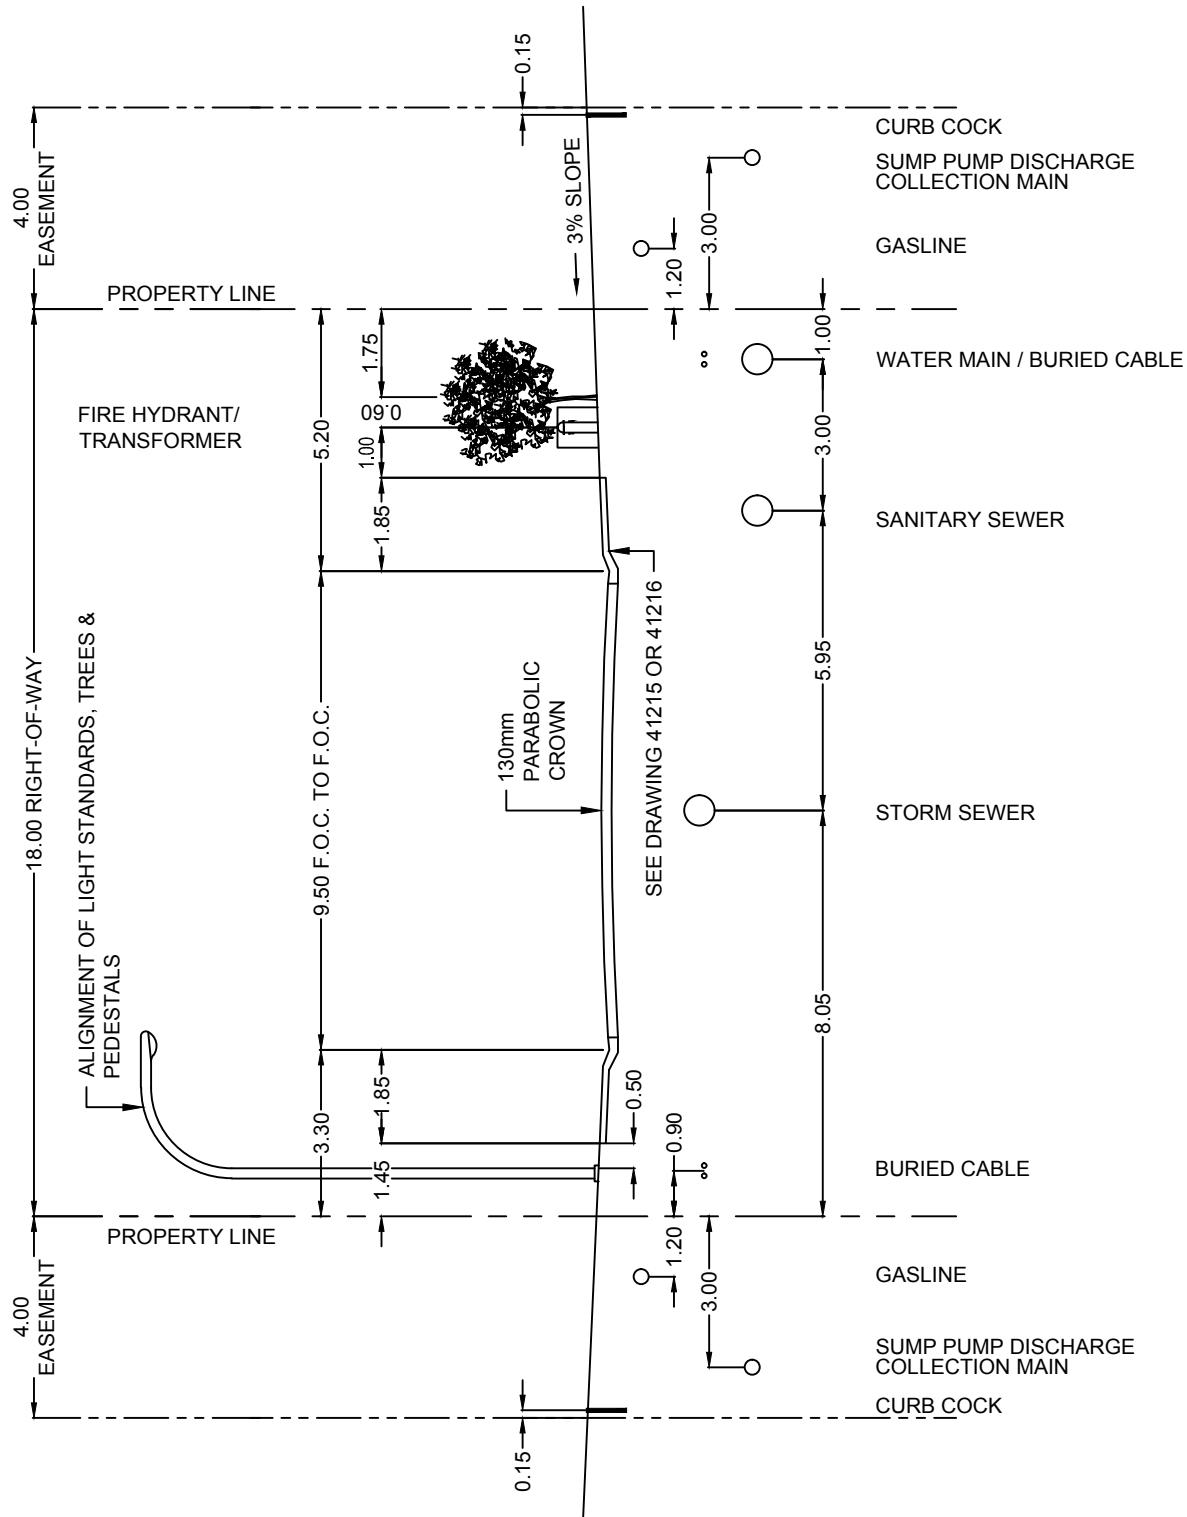 0.15
4.00
EASEMENT
3% SLOPE
CURB COCK
SUMP PUMP DISCHARGE
COLLECTION MAIN
3.00
1.20
GASLINE
PROPERTY LINE
1.00
WATER MAIN / BURIED CABLE
1.75
0.60
1.00
1.85
5.20
FIRE HYDRANT/
TRANSFORMER
3.00
SANITARY SEWER
18.00 RIGHT-OF-WAY
ALIGNMENT OF LIGHT STANDARDS, TREES &
PEDESTALS
9.50 F.O.C. TO F.O.C.
130mm
PARABOLIC
CROWN
SEE DRAWING 41215 OR 41216
5.95
STORM SEWER
8.05
3.30
1.85
1.45
0.50
0.90
BURIED CABLE
PROPERTY LINE
4.00
EASEMENT
1.20
3.00
GASLINE
SUMP PUMP DISCHARGE
COLLECTION MAIN
CURB COCK
0.15